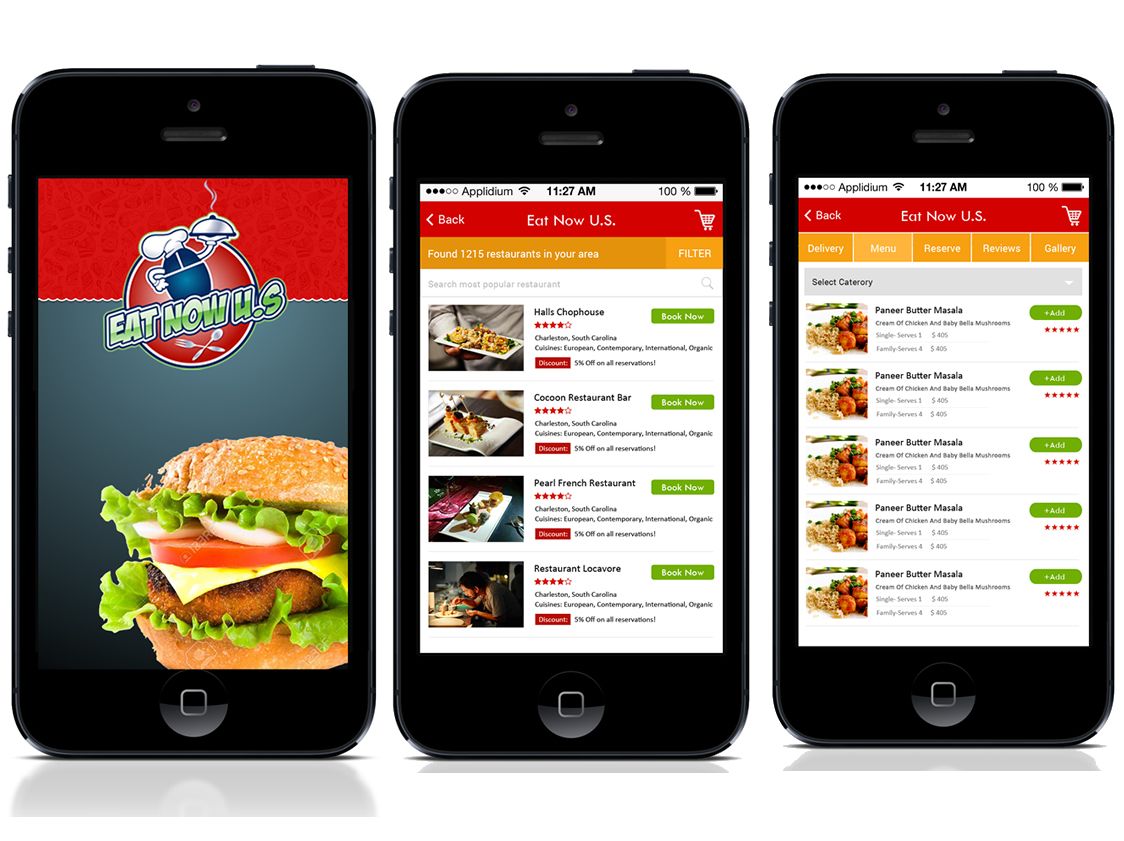 EAT NOW U.S
Applidium
11:27 AM
100 %
Back
Eat Now U.S.
Found 1215 restaurants in your area
FILTER
Search most popular restaurant
Halls Chophouse
Book Now
Charleston, South Carolina
Cuisines: European, Contemporary, International, Organic
Discount: 5% Off on all reservations!
Cocoon Restaurant Bar
Book Now
Charleston, South Carolina
Cuisines: European, Contemporary, International, Organic
Discount: 5% Off on all reservations!
Pearl French Restaurant
Book Now
Charleston, South Carolina
Cuisines: European, Contemporary, International, Organic
Discount: 5% Off on all reservations!
Restaurant Locavore
Book Now
Charleston, South Carolina
Cuisines: European, Contemporary, International, Organic
Discount: 5% Off on all reservations!
Applidium
11:27 AM
100 %
Back
Eat Now U.S.
Delivery
Menu
Reserve
Reviews
Gallery
Select Caterory
Paneer Butter Masala
+Add
Cream Of Chicken And Baby Bella Mushrooms
Single- Serves 1 $ 405
Family-Serves 4 $ 405
Paneer Butter Masala
+Add
Cream Of Chicken And Baby Bella Mushrooms
Single- Serves 1 $ 405
Family-Serves 4 $ 405
Paneer Butter Masala
+Add
Cream Of Chicken And Baby Bella Mushrooms
Single- Serves 1 $ 405
Family-Serves 4 $ 405
Paneer Butter Masala
+Add
Cream Of Chicken And Baby Bella Mushrooms
Single- Serves 1 $ 405
Family-Serves 4 $ 405
Paneer Butter Masala
+Add
Cream Of Chicken And Baby Bella Mushrooms
Single- Serves 1 $ 405
Family-Serves 4 $ 405